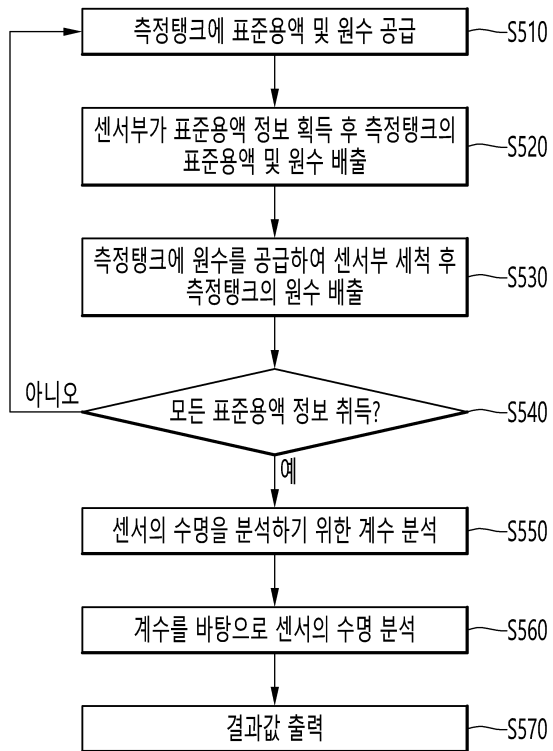 측정탱크에 표준용액 및 원수 공급
S510
센서부가 표준용액 정보 획득 후 측정탱크의
표준용액 및 원수 배출
S520
측정탱크에 원수를 공급하여 센서부 세척 후
측정탱크의 원수 배출
S530
아니오
모든 표준용액 정보 취득?
S540
예
센서의 수명을 분석하기 위한 계수 분석
S550
계수를 바탕으로 센서의 수명 분석
S560
결과값 출력
S570